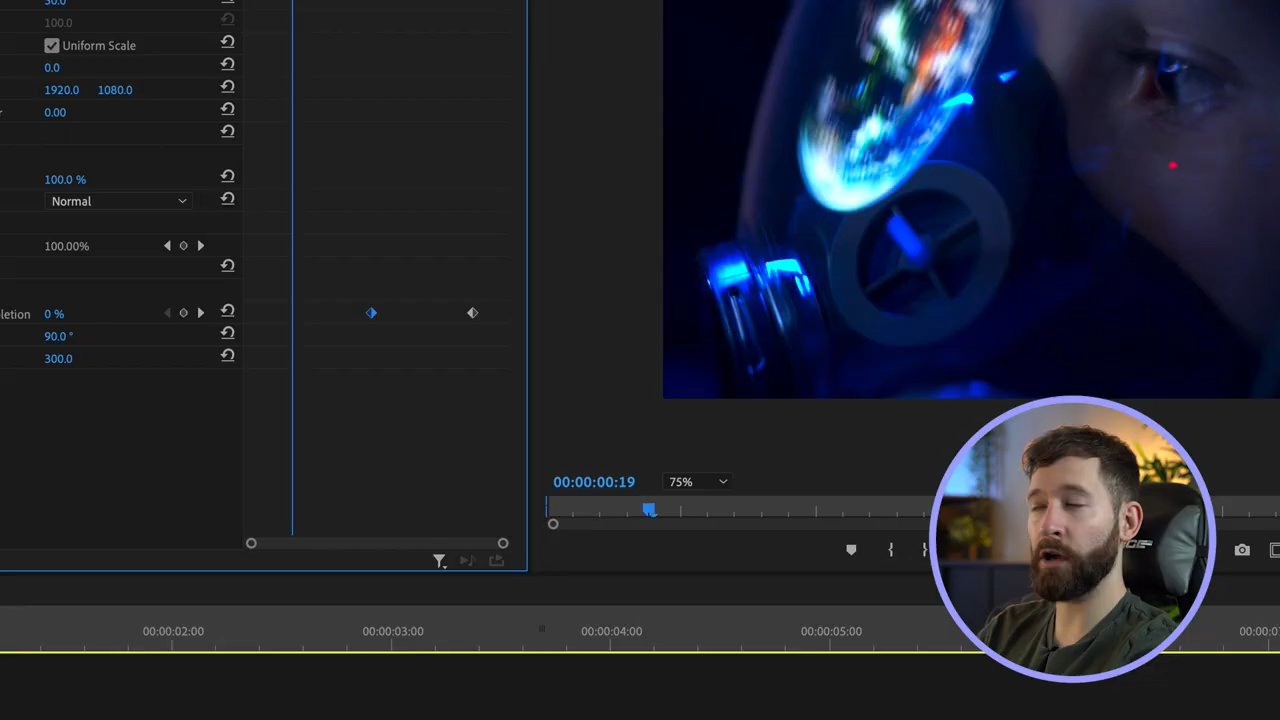 30.0
100.0
Uniform Scale
0.0
1920.0 1080.0
r 0.00
100.0 %
Normal
100.00%
letion 0 %
90.0 °
300.0
00:00:00:19
75%
00:00:02:00 00:00:03:00 00:00:04:00 00:00:05:00 00:00:0